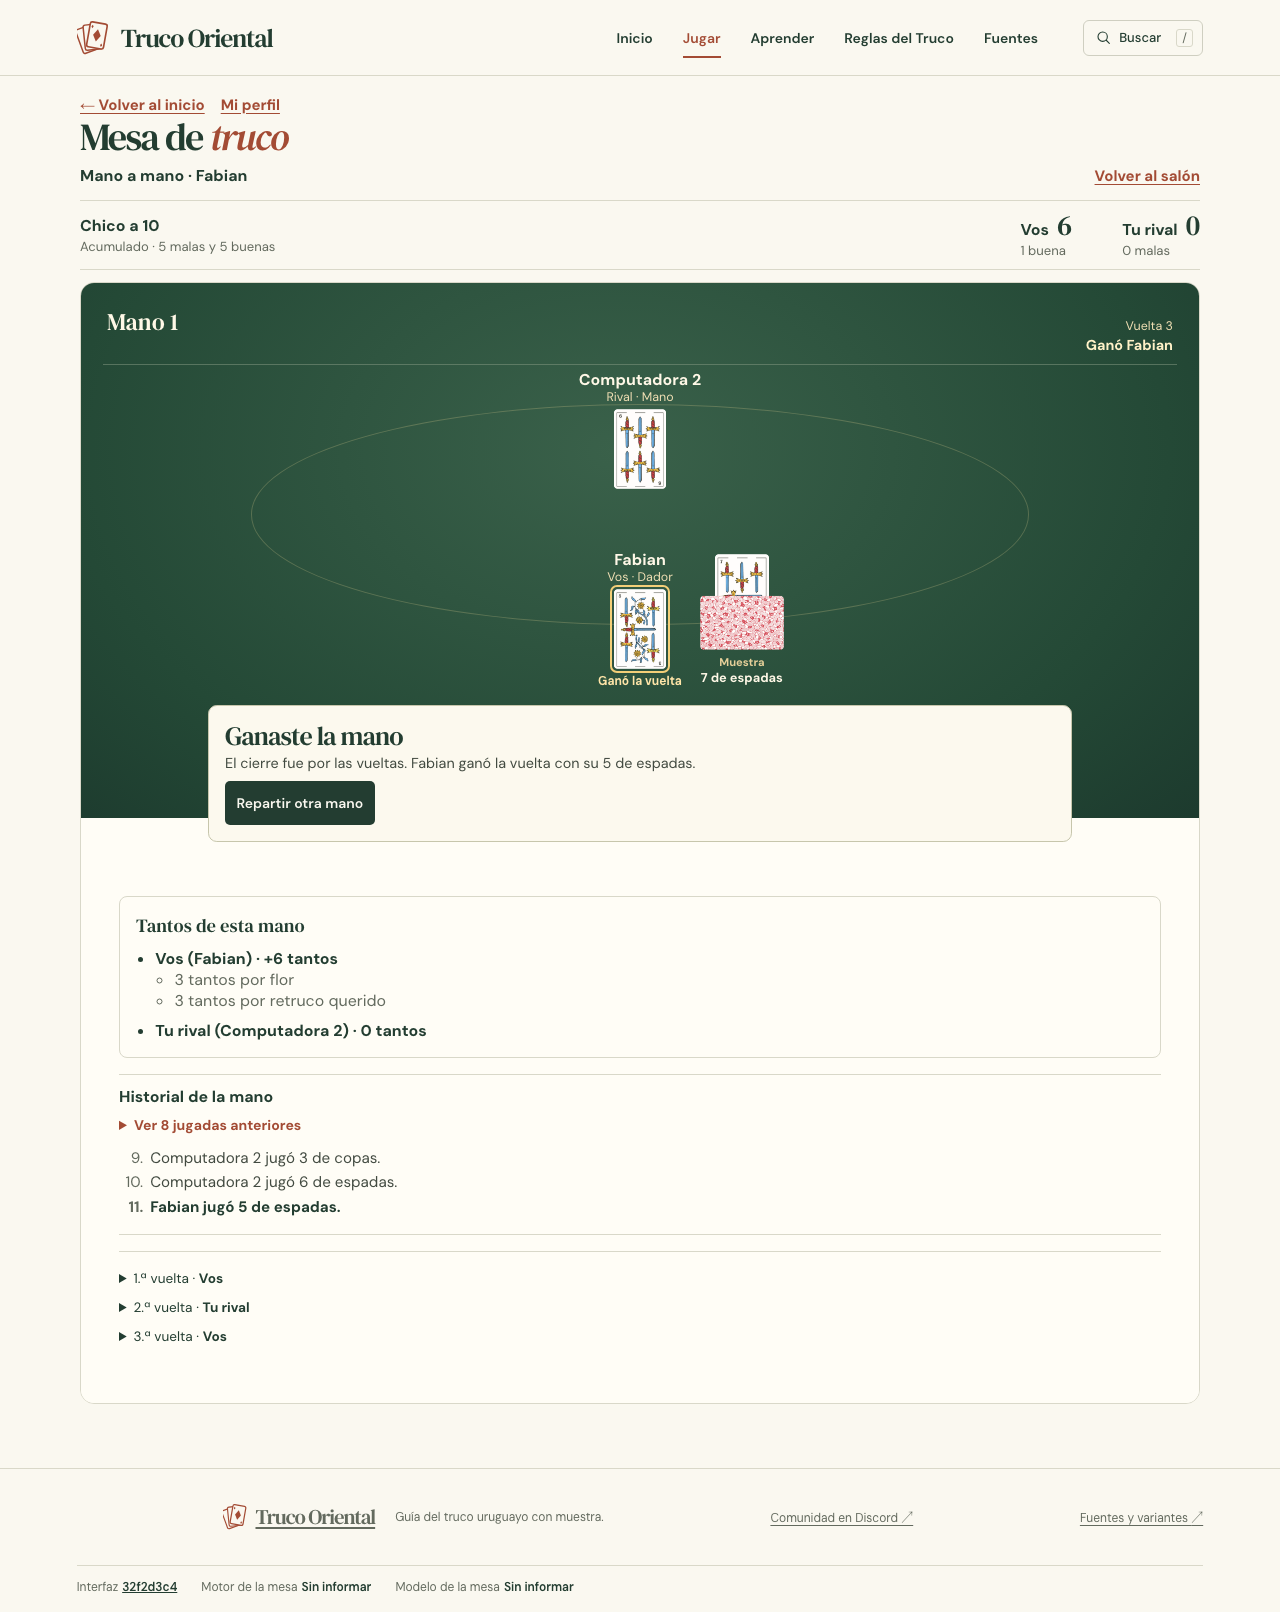 Truco Oriental
Inicio Jugar Aprender Reglas del Truco Fuentes Buscar /
← Volver al inicio Mi perfil
Mesa de truco
Mano a mano · Fabian Volver al salón
Chico a 10
Acumulado · 5 malas y 5 buenas
Vos 6 Tu rival 0
1 buena 0 malas
Mano 1
Vuelta 3
Ganó Fabian
Computadora 2
Rival · Mano
6
6
Fabian
Vos · Dador
Ganó la vuelta
Muestra
7 de espadas
Ganaste la mano
El cierre fue por las vueltas. Fabian ganó la vuelta con su 5 de espadas.
Repartir otra mano
Tantos de esta mano
• Vos (Fabian) · +6 tantos
◦ 3 tantos por flor
◦ 3 tantos por retruco querido
• Tu rival (Computadora 2) · 0 tantos
Historial de la mano
▶ Ver 8 jugadas anteriores
9. Computadora 2 jugó 3 de copas.
10. Computadora 2 jugó 6 de espadas.
11. Fabian jugó 5 de espadas.
▶ 1.ª vuelta · Vos
▶ 2.ª vuelta · Tu rival
▶ 3.ª vuelta · Vos
Truco Oriental Guía del truco uruguayo con muestra. Comunidad en Discord ↗ Fuentes y variantes ↗
Interfaz 32f2d3c4 Motor de la mesa Sin informar Modelo de la mesa Sin informar